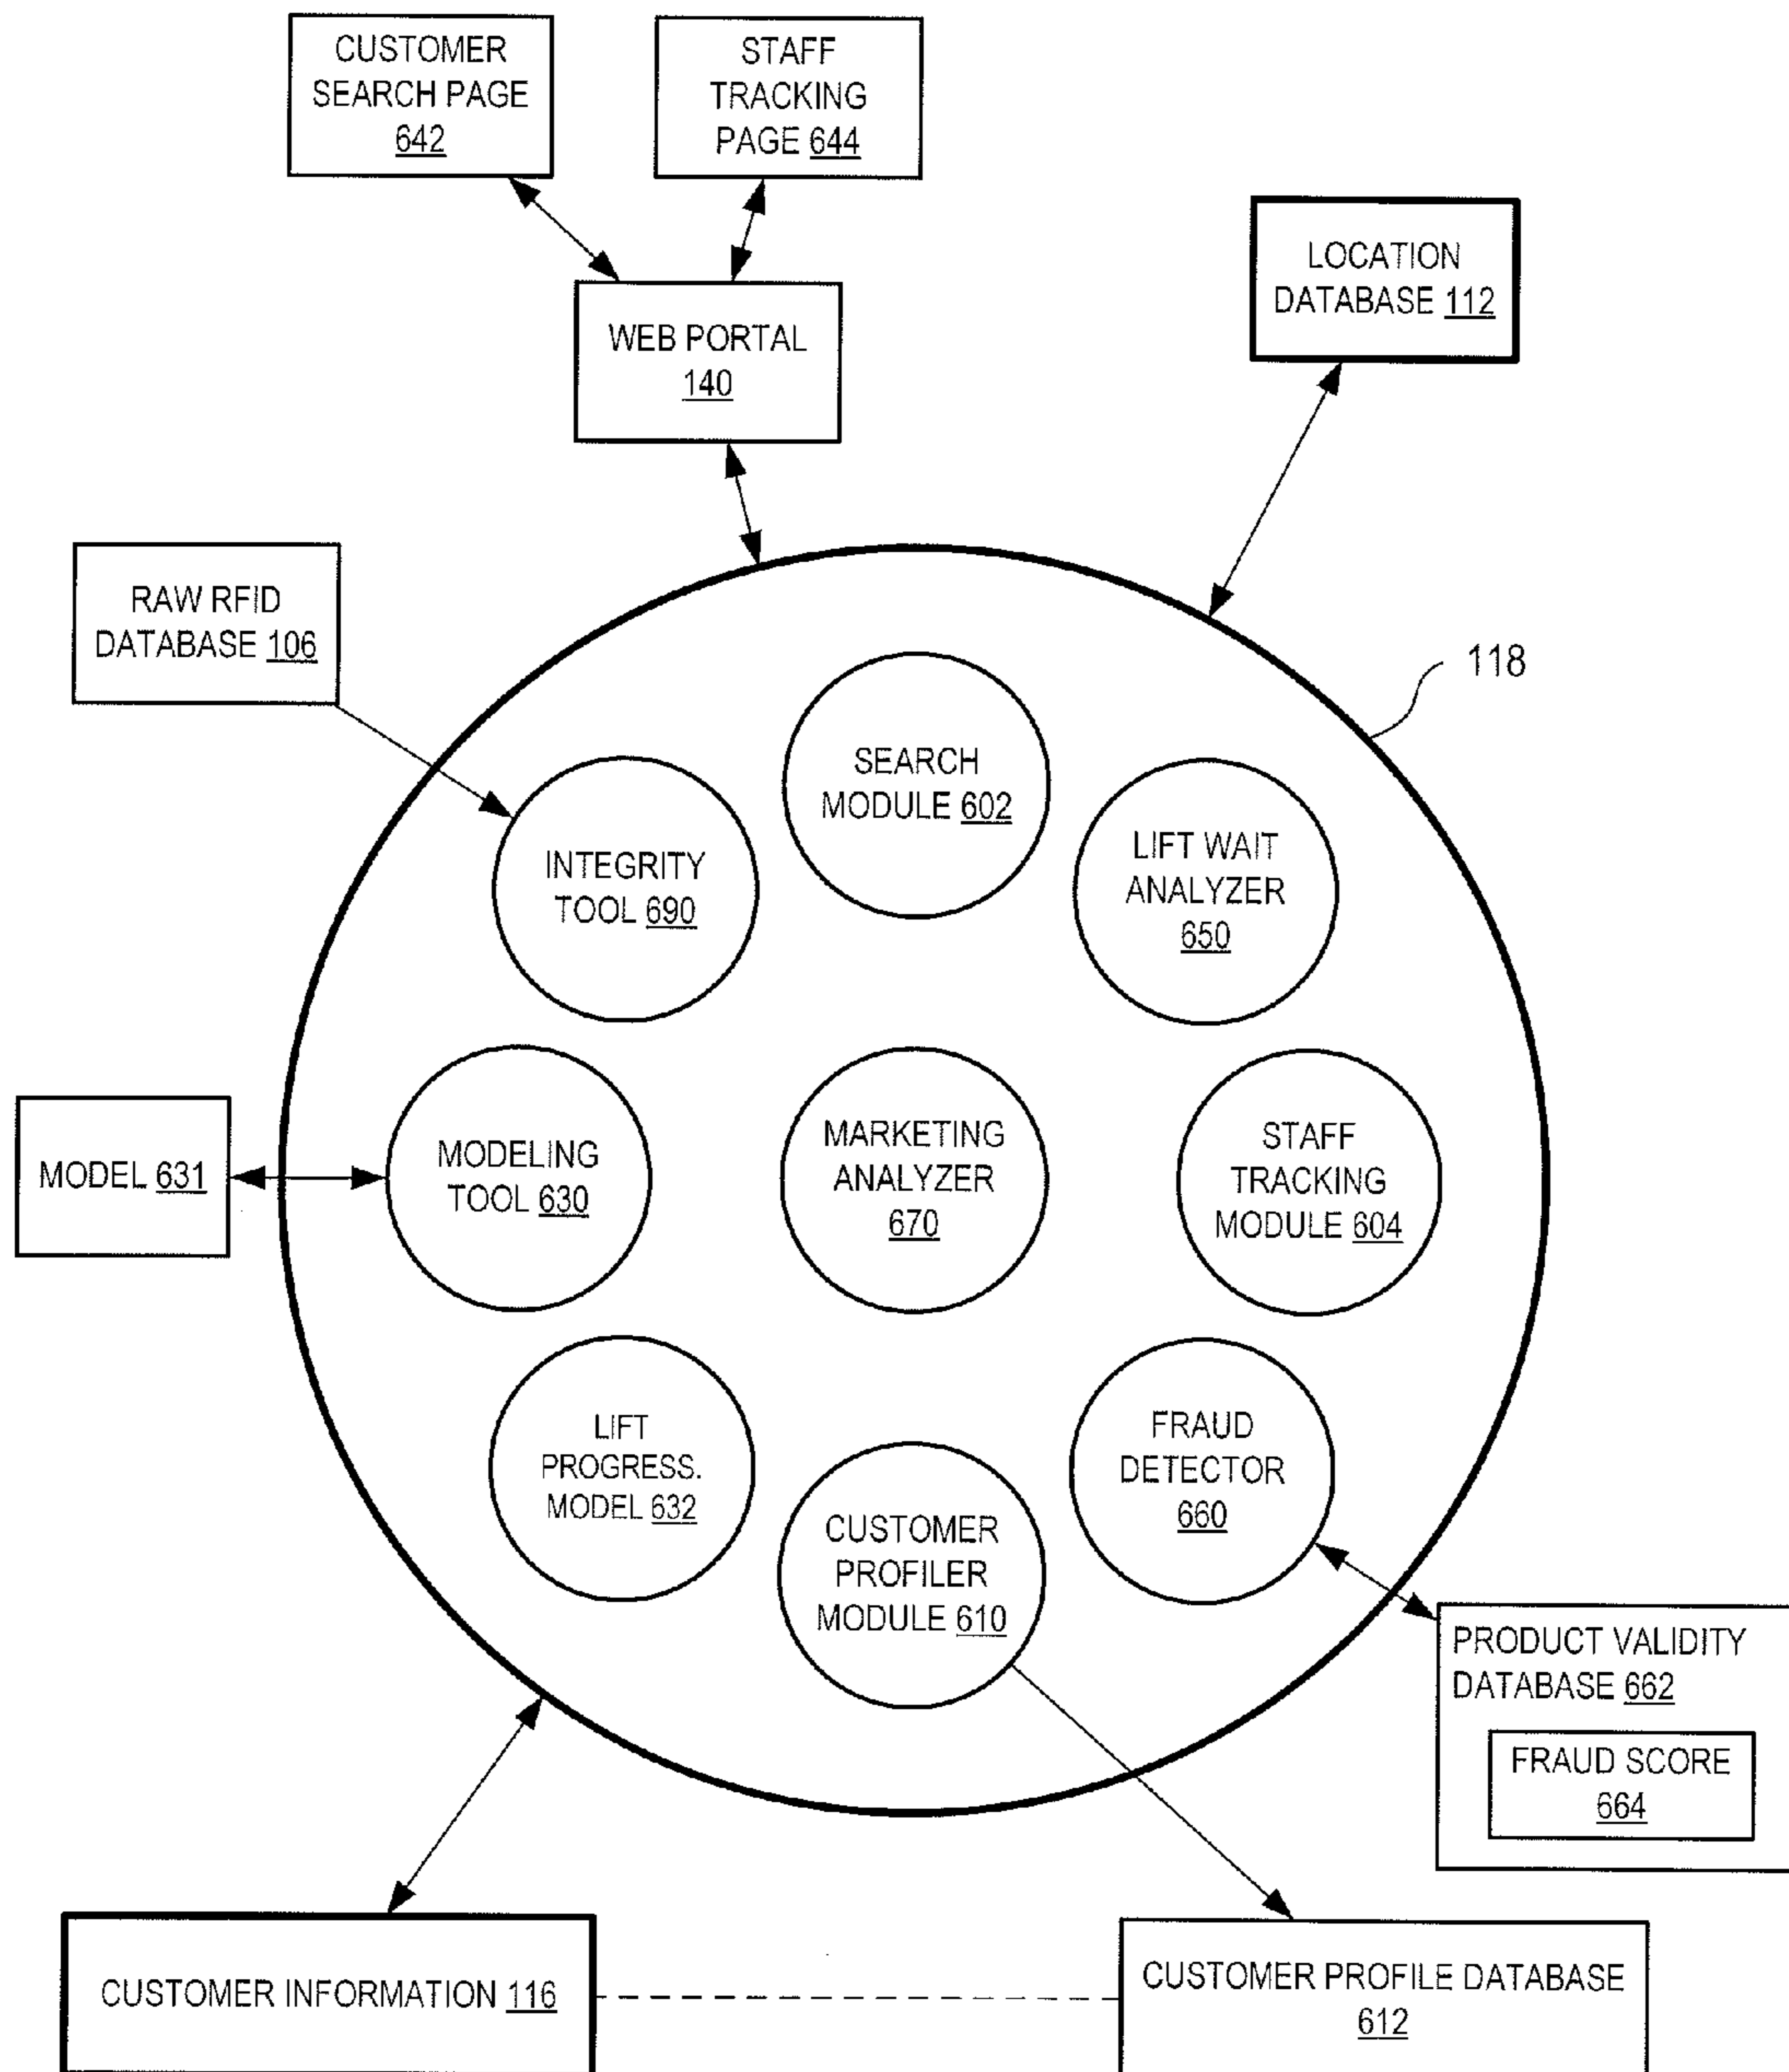 CUSTOMER
SEARCH PAGE
642
STAFF
TRACKING
PAGE 644
LOCATION
DATABASE 112
WEB PORTAL
140
RAW RFID
DATABASE 106
118
SEARCH
MODULE 602
INTEGRITY
TOOL 690
LIFT WAIT
ANALYZER
650
MODEL 631
MODELING
TOOL 630
MARKETING
ANALYZER
670
STAFF
TRACKING
MODULE 604
LIFT
PROGRESS.
MODEL 632
FRAUD
DETECTOR
660
CUSTOMER
PROFILER
MODULE 610
PRODUCT VALIDITY
DATABASE 662
FRAUD SCORE
664
CUSTOMER INFORMATION 116
CUSTOMER PROFILE DATABASE
612